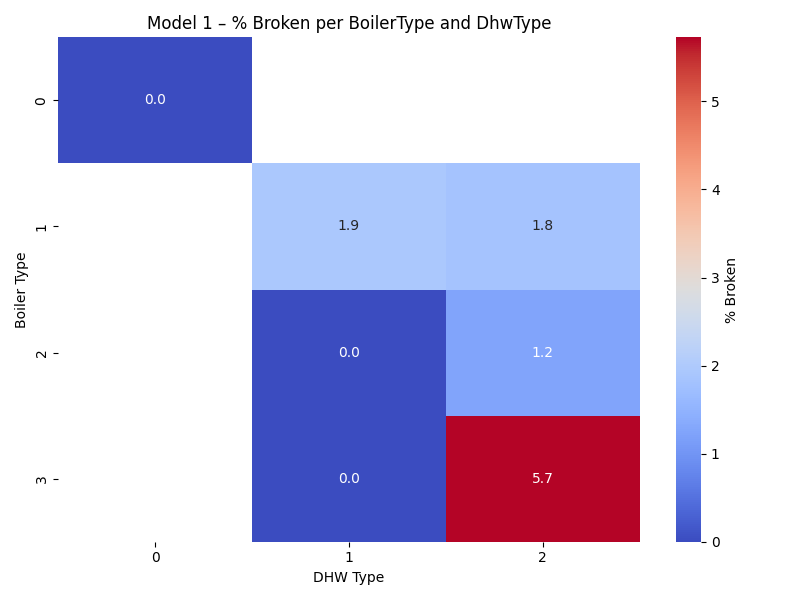 Model 1 – % Broken per BoilerType and DhwType
0.0
1.9 1.8
0.0 1.2
0.0 5.7
0
1
2
3
Boiler Type
0 1 2
DHW Type
5
4
3
2
1
0
% Broken